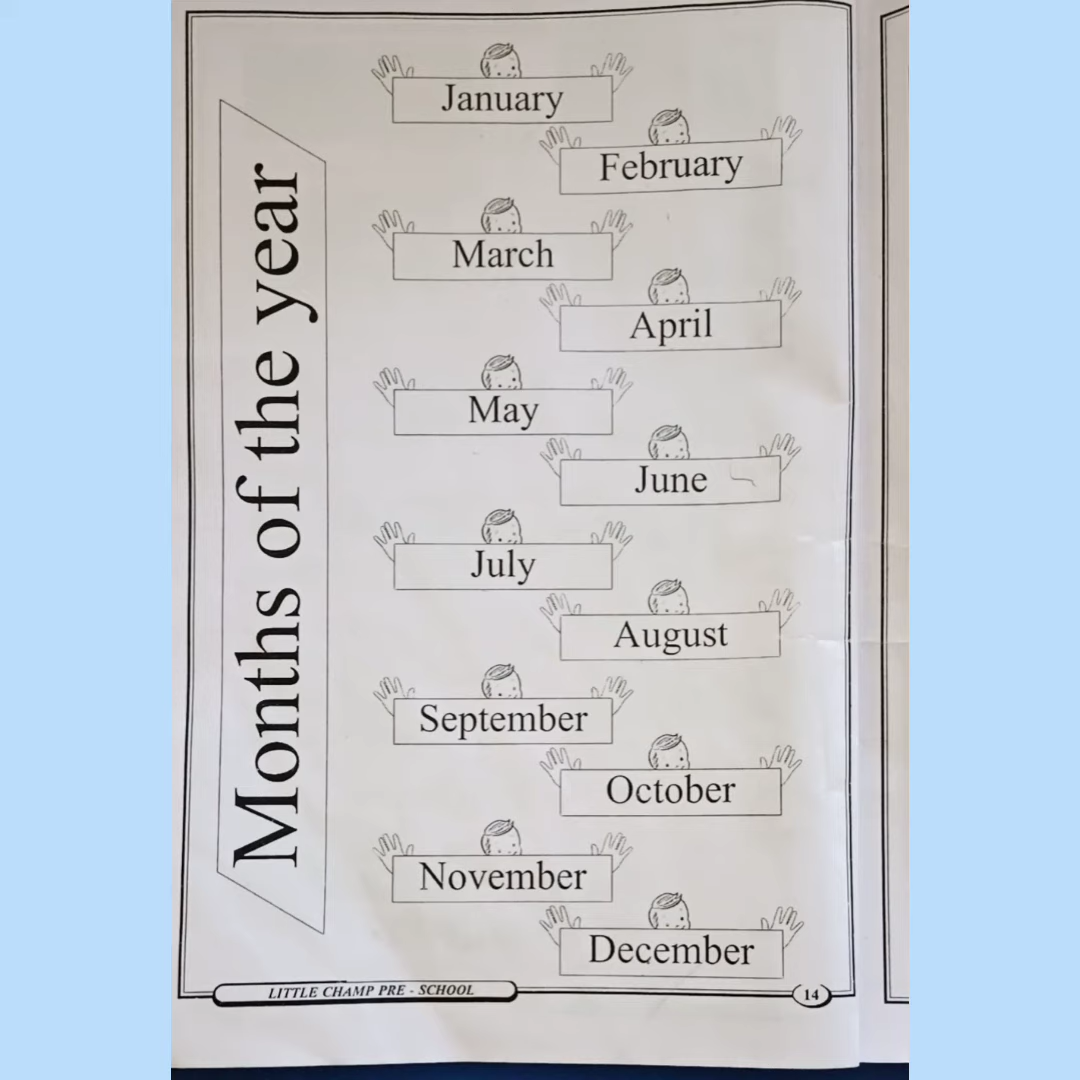 Months of the year
January
February
March
April
May
June
July
August
September
October
November
December
LITTLE CHAMP PRE - SCHOOL
14